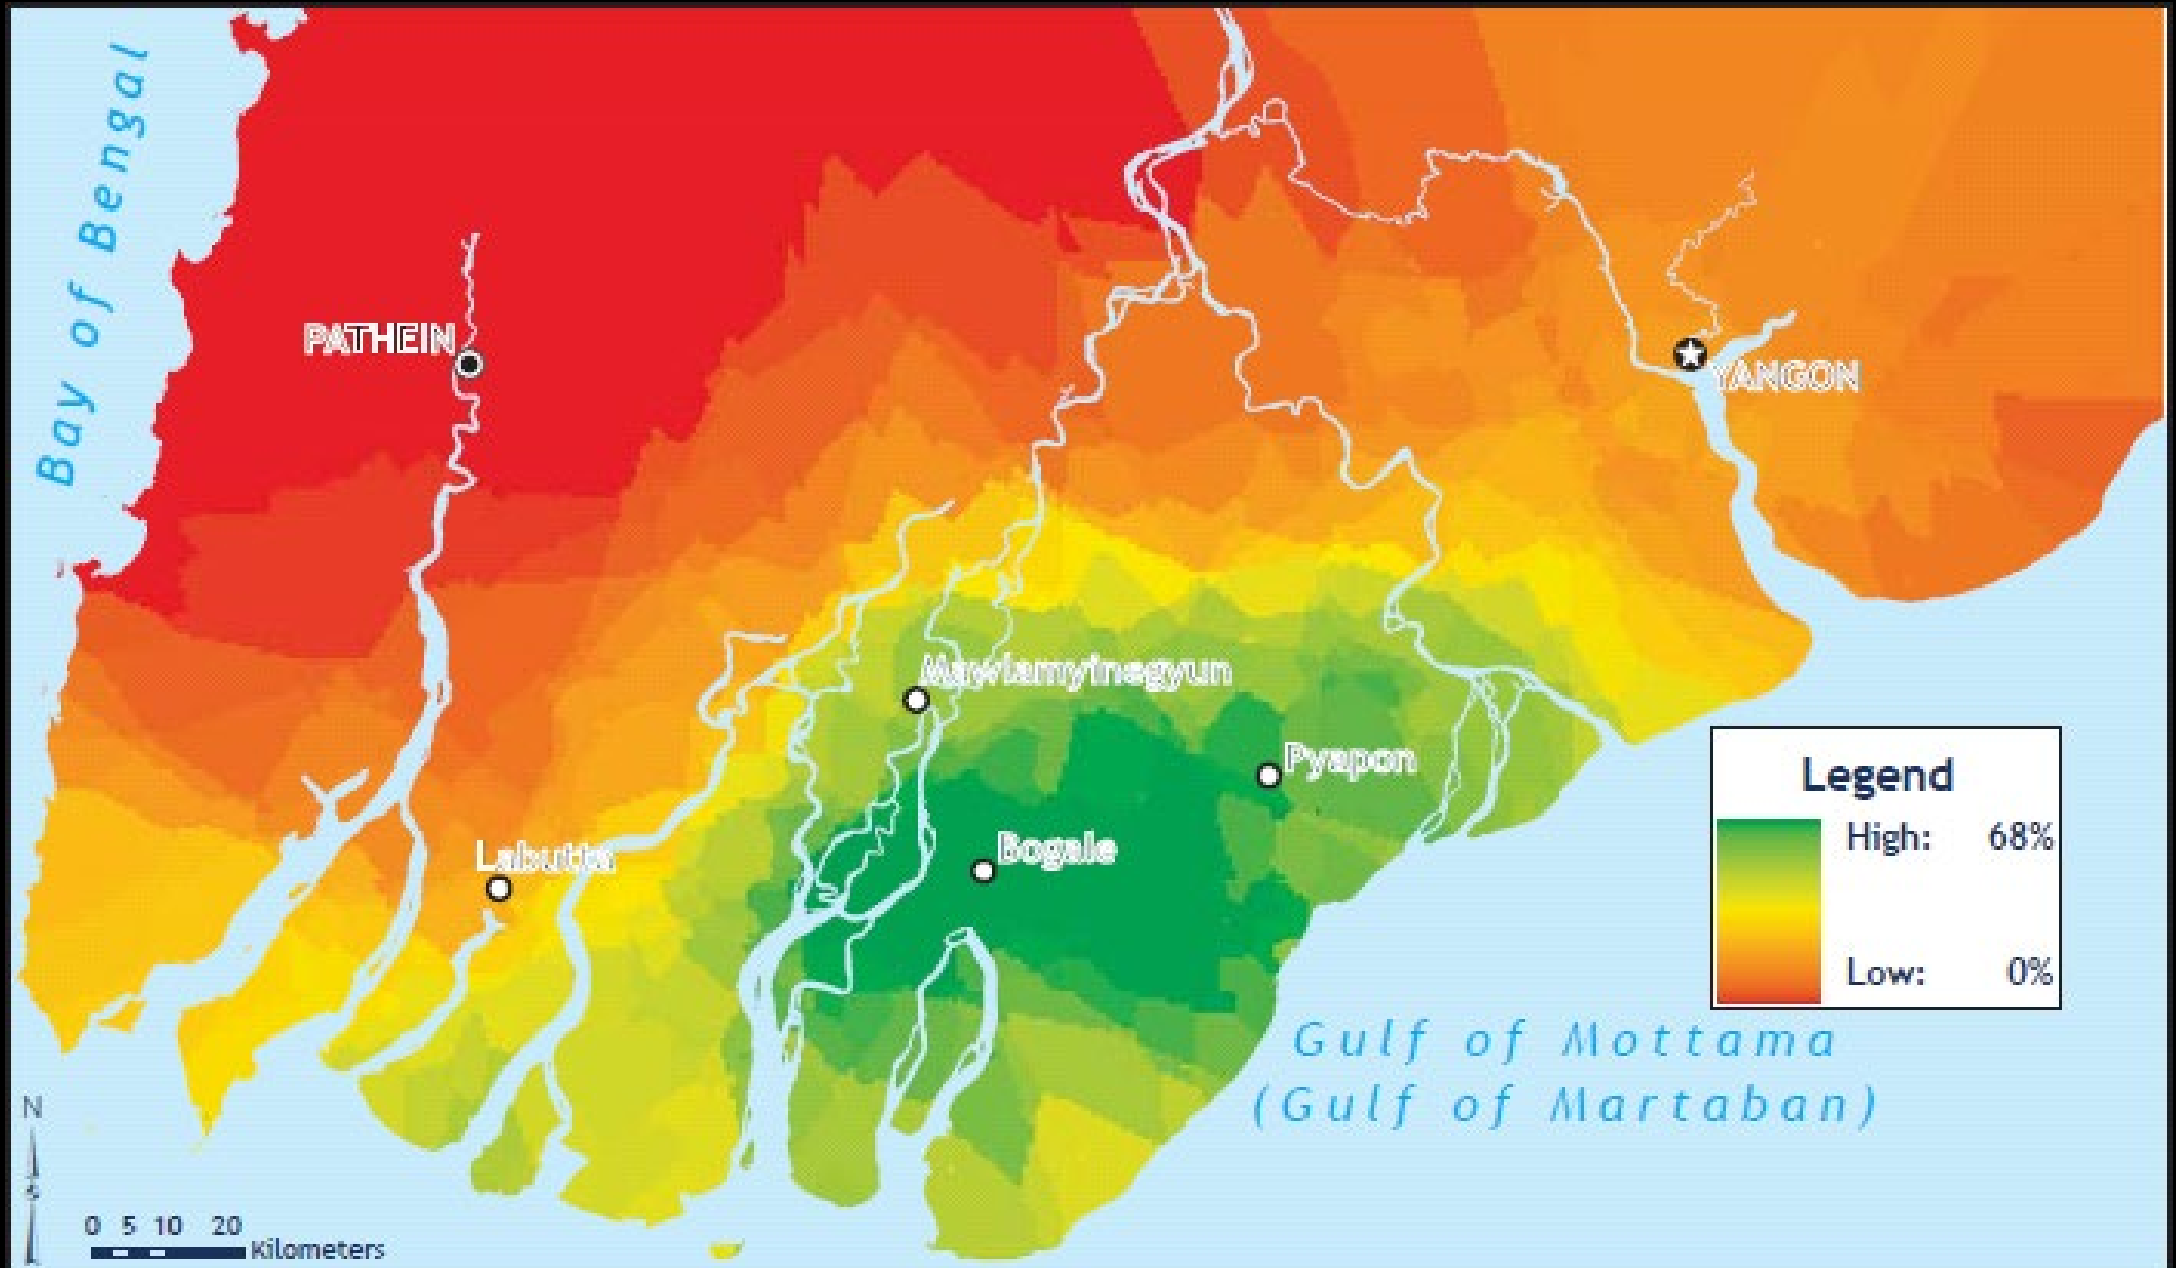 Bay of Bengal
PATHEIN
YANGON
Mawlamyinegyun
Pyapon
Bogale
Labutta
Legend
High: 68%
Low: 0%
Gulf of Mottama
(Gulf of Martaban)
N
0 5 10 20
Kilometers